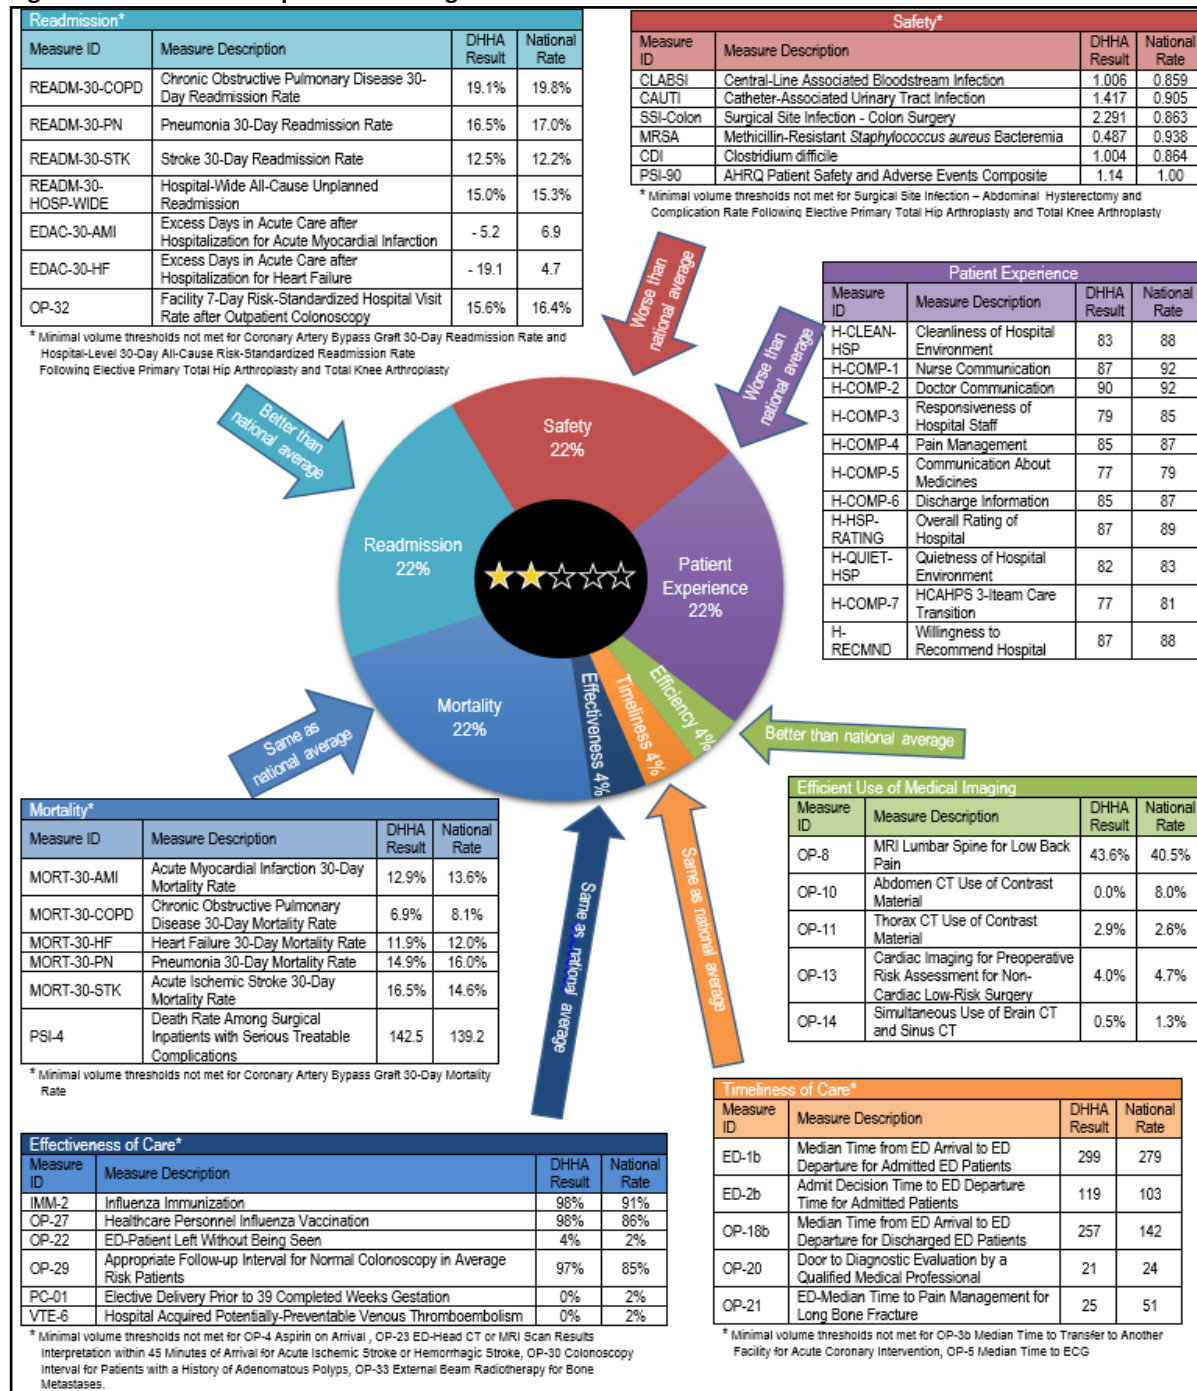 Readmission*
Measure ID Measure Description DHHA Result National Rate
READM-30-COPD Chronic Obstructive Pulmonary Disease 30-Day Readmission Rate 19.1% 19.8%
READM-30-PN Pneumonia 30-Day Readmission Rate 16.5% 17.0%
READM-30-STK Stroke 30-Day Readmission Rate 12.5% 12.2%
READM-30-HOSP-WIDE Hospital-Wide All-Cause Unplanned Readmission 15.0% 15.3%
EDAC-30-AMI Excess Days in Acute Care after Hospitalization for Acute Myocardial Infarction - 5.2 6.9
EDAC-30-HF Excess Days in Acute Care after Hospitalization for Heart Failure - 19.1 4.7
OP-32 Facility 7-Day Risk-Standardized Hospital Visit Rate after Outpatient Colonoscopy 15.6% 16.4%
* Minimal volume thresholds not met for Coronary Artery Bypass Graft 30-Day Readmission Rate and
Hospital-Level 30-Day All-Cause Risk-Standardized Readmission Rate
Following Elective Primary Total Hip Arthroplasty and Total Knee Arthroplasty
Safety*
Measure ID Measure Description DHHA Result National Rate
CLABSI Central-Line Associated Bloodstream Infection 1.006 0.859
CAUTI Catheter-Associated Urinary Tract Infection 1.417 0.905
SSI-Colon Surgical Site Infection - Colon Surgery 2.291 0.863
MRSA Methicillin-Resistant Staphylococcus aureus Bacteremia 0.487 0.938
CDI Clostridium difficile 1.004 0.864
PSI-90 AHRQ Patient Safety and Adverse Events Composite 1.14 1.00
* Minimal volume thresholds not met for Surgical Site Infection – Abdominal Hysterectomy and
Complication Rate Following Elective Primary Total Hip Arthroplasty and Total Knee Arthroplasty
Worse than national average
Patient Experience
Measure ID Measure Description DHHA Result National Rate
H-CLEAN-HSP Cleanliness of Hospital Environment 83 88
H-COMP-1 Nurse Communication 87 92
H-COMP-2 Doctor Communication 90 92
H-COMP-3 Responsiveness of Hospital Staff 79 85
H-COMP-4 Pain Management 85 87
H-COMP-5 Communication About Medicines 77 79
H-COMP-6 Discharge Information 85 87
H-HSP-RATING Overall Rating of Hospital 87 89
H-QUIET-HSP Quietness of Hospital Environment 82 83
H-COMP-7 HCAHPS 3-Iteam Care Transition 77 81
H-RECMND Willingness to Recommend Hospital 87 88
Worse than national average
Better than national average
Safety
22%
Readmission
22%
Patient Experience
22%
Mortality
22%
Effectiveness 4%
Timeliness 4%
Efficiency 4%
Same as national average
Better than national average
Same as national average
Same as national average
Mortality*
Measure ID Measure Description DHHA Result National Rate
MORT-30-AMI Acute Myocardial Infarction 30-Day Mortality Rate 12.9% 13.6%
MORT-30-COPD Chronic Obstructive Pulmonary Disease 30-Day Mortality Rate 6.9% 8.1%
MORT-30-HF Heart Failure 30-Day Mortality Rate 11.9% 12.0%
MORT-30-PN Pneumonia 30-Day Mortality Rate 14.9% 16.0%
MORT-30-STK Acute Ischemic Stroke 30-Day Mortality Rate 16.5% 14.6%
PSI-4 Death Rate Among Surgical Inpatients with Serious Treatable Complications 142.5 139.2
* Minimal volume thresholds not met for Coronary Artery Bypass Graft 30-Day Mortality
Rate
Efficient Use of Medical Imaging
Measure ID Measure Description DHHA Result National Rate
OP-8 MRI Lumbar Spine for Low Back Pain 43.6% 40.5%
OP-10 Abdomen CT Use of Contrast Material 0.0% 8.0%
OP-11 Thorax CT Use of Contrast Material 2.9% 2.6%
OP-13 Cardiac Imaging for Preoperative Risk Assessment for Non-Cardiac Low-Risk Surgery 4.0% 4.7%
OP-14 Simultaneous Use of Brain CT and Sinus CT 0.5% 1.3%
Effectiveness of Care*
Measure ID Measure Description DHHA Result National Rate
IMM-2 Influenza Immunization 98% 91%
OP-27 Healthcare Personnel Influenza Vaccination 98% 86%
OP-22 ED-Patient Left Without Being Seen 4% 2%
OP-29 Appropriate Follow-up Interval for Normal Colonoscopy in Average Risk Patients 97% 85%
PC-01 Elective Delivery Prior to 39 Completed Weeks Gestation 0% 2%
VTE-6 Hospital Acquired Potentially-Preventable Venous Thromboembolism 0% 2%
* Minimal volume thresholds not met for OP-4 Aspirin on Arrival , OP-23 ED-Head CT or MRI Scan Results
Interpretation within 45 Minutes of Arrival for Acute Ischemic Stroke or Hemorrhagic Stroke, OP-30 Colonoscopy
Interval for Patients with a History of Adenomatous Polyps, OP-33 External Beam Radiotherapy for Bone
Metastases.
Timeliness of Care*
Measure ID Measure Description DHHA Result National Rate
ED-1b Median Time from ED Arrival to ED Departure for Admitted ED Patients 299 279
ED-2b Admit Decision Time to ED Departure Time for Admitted Patients 119 103
OP-18b Median Time from ED Arrival to ED Departure for Discharged ED Patients 257 142
OP-20 Door to Diagnostic Evaluation by a Qualified Medical Professional 21 24
OP-21 ED-Median Time to Pain Management for Long Bone Fracture 25 51
* Minimal volume thresholds not met for OP-3b Median Time to Transfer to Another
Facility for Acute Coronary Intervention, OP-5 Median Time to ECG